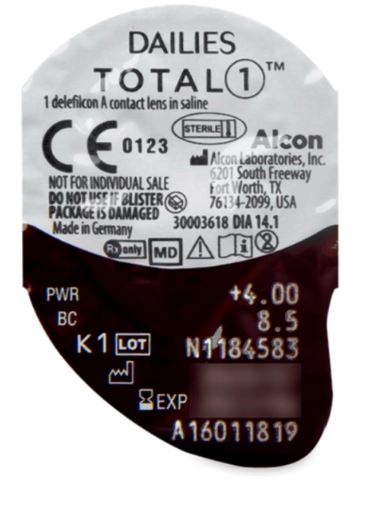 DAILIES
TOTAL 1™
1 delefilcon A contact lens in saline
CE 0123 STERILE
Alcon
Alcon Laboratories, Inc.
6201 South Freeway
Fort Worth, TX
76134-2099, USA
NOT FOR INDIVIDUAL SALE
DO NOT USE IF BLISTER
PACKAGE IS DAMAGED
Made in Germany
30003618 DIA 14.1
Rx only MD
PWR +4.00
BC 8.5
K1 LOT N1184583
EXP
A16011819